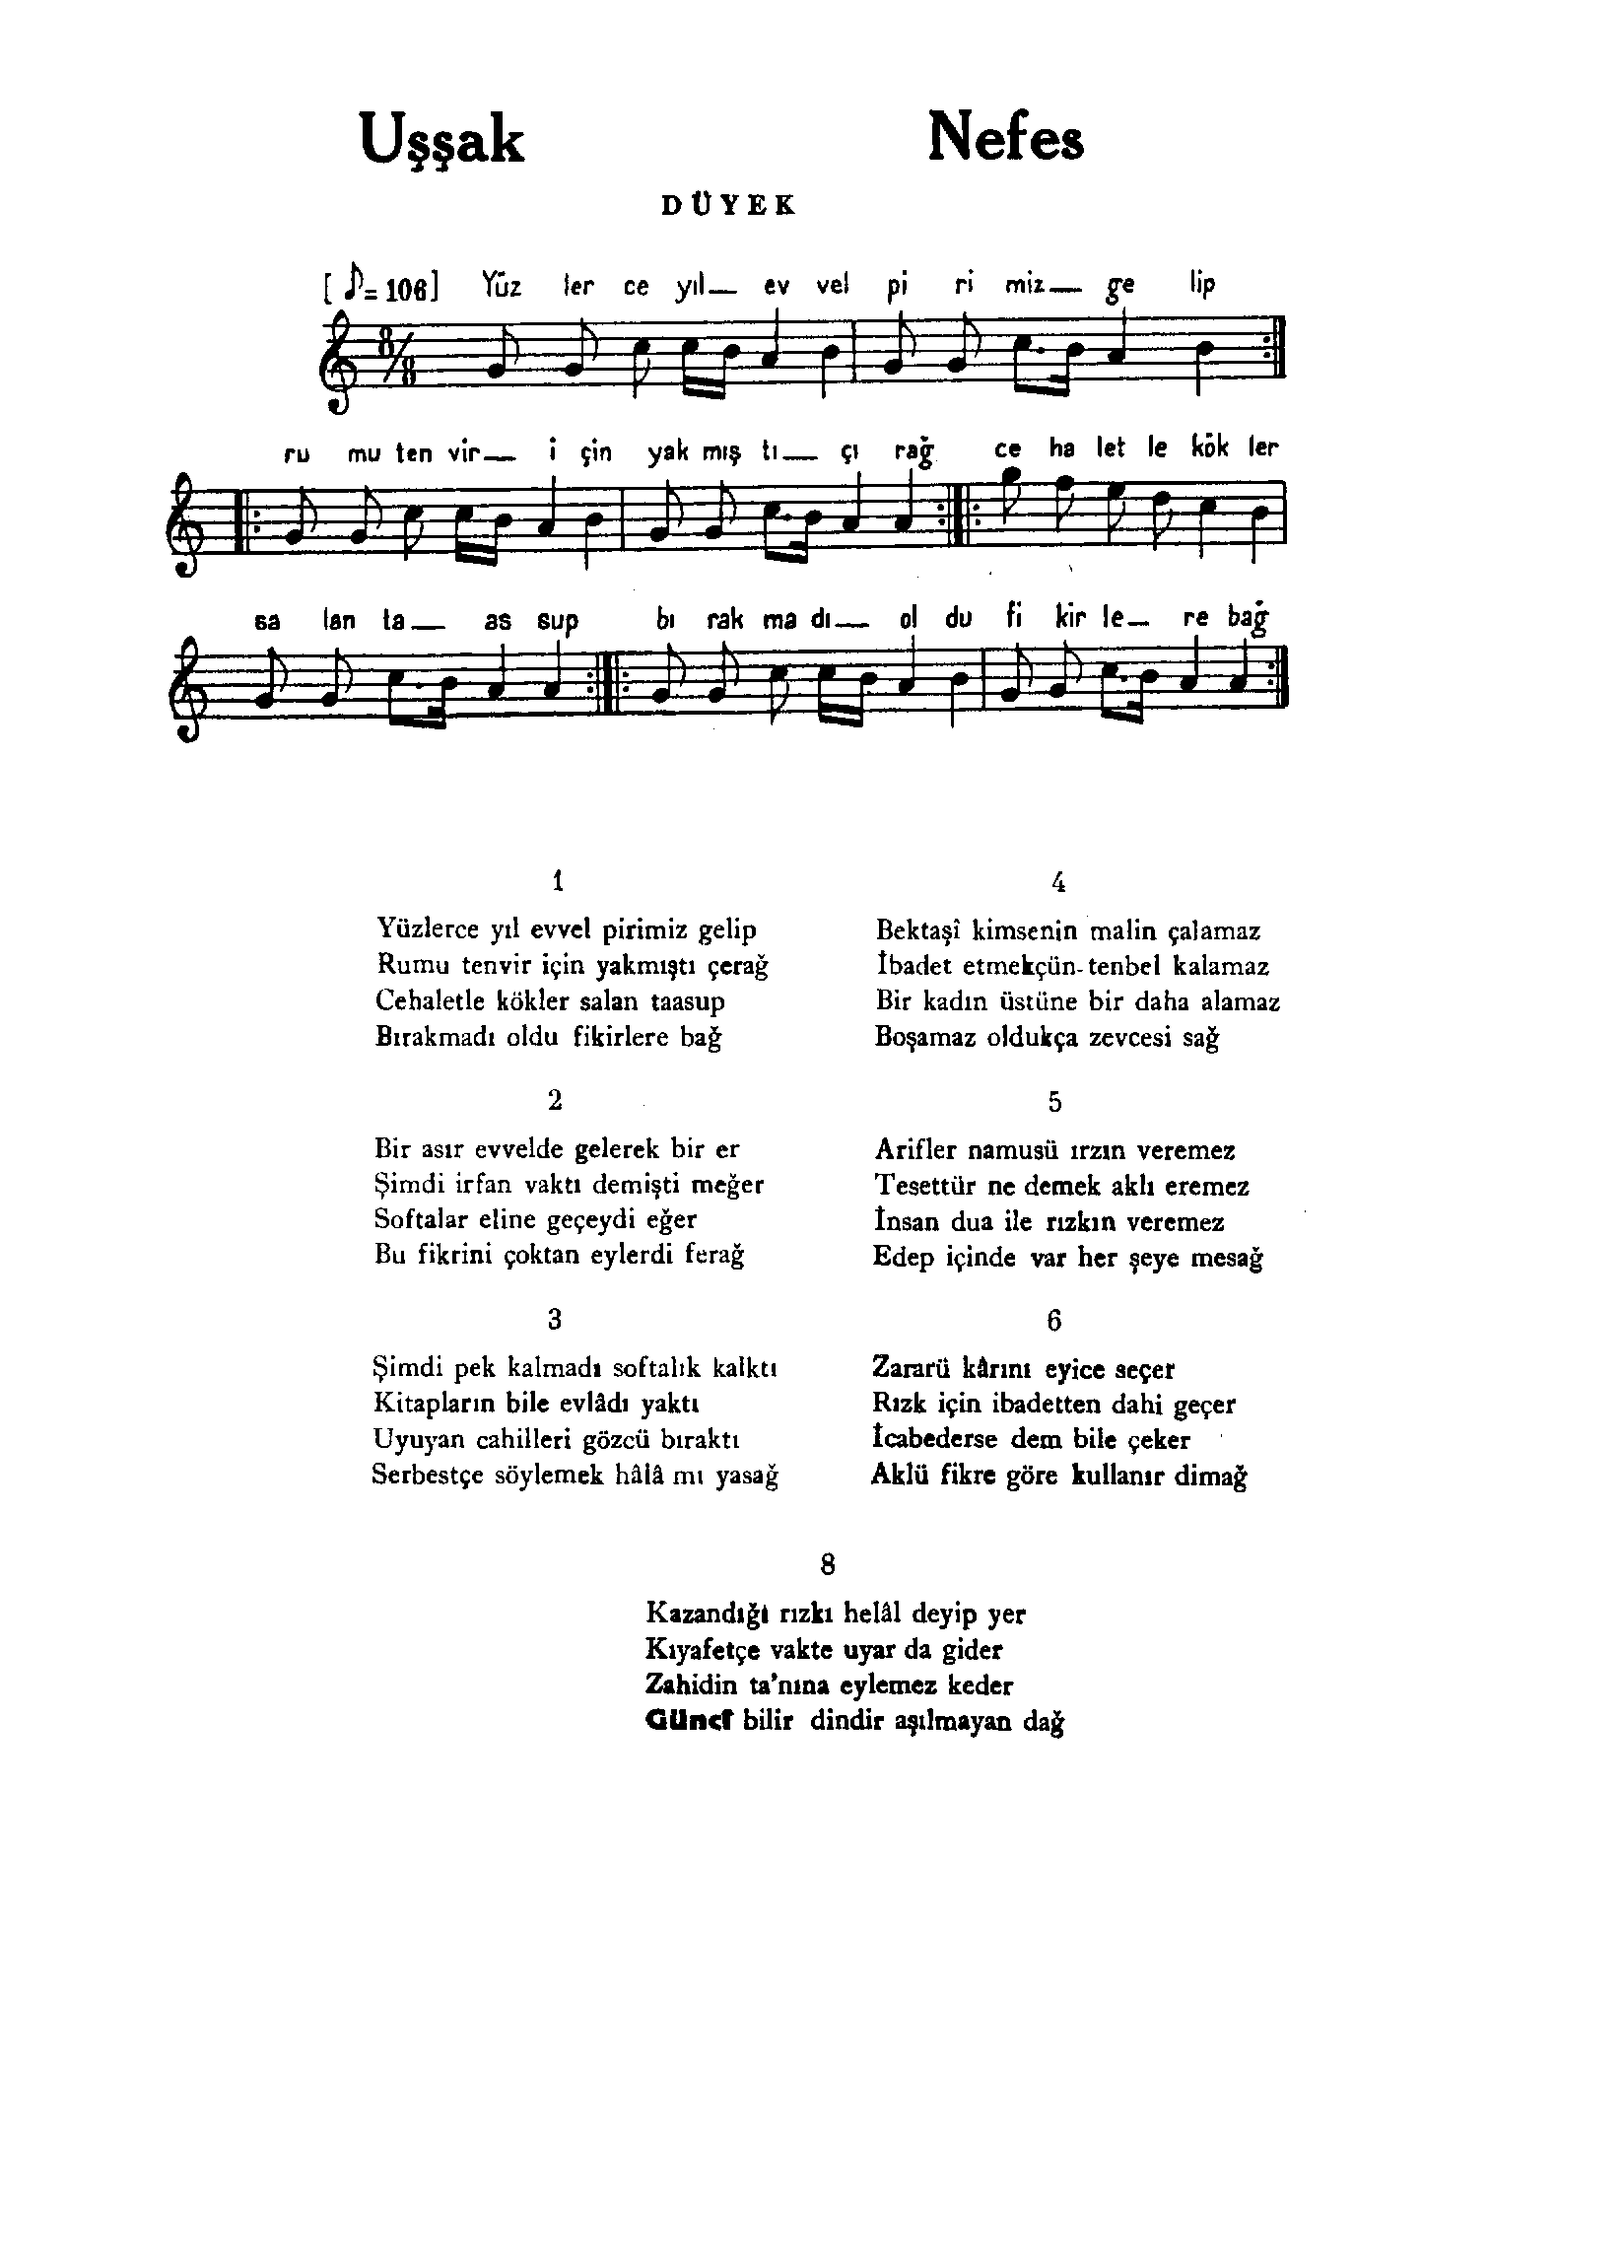 Uşşak Nefes
DÜYEK
[ ♪= 106] Yüz ler ce yıl— ev vel pi ri miz— ge lip
8/8
ru mu ten vir— i çin yak mış tı— çı rağ ce ha let le kök ler
sa lan ta— as sup bı rak ma dı— ol du fi kir le— re bağ
1
Yüzlerce yıl evvel pirimiz gelip
Rumu tenvir için yakmıştı çerağ
Cehaletle kökler salan taasup
Bırakmadı oldu fikirlere bağ
2
Bir asır evvelde gelerek bir er
Şimdi irfan vaktı demişti meğer
Softalar eline geçeydi eğer
Bu fikrini çoktan eylerdi ferağ
3
Şimdi pek kalmadı softalık kalktı
Kitapların bile evlâdı yaktı
Uyuyan cahilleri gözcü bıraktı
Serbestçe söylemek hâlâ mı yasağ
4
Bektaşî kimsenin malin çalamaz
İbadet etmekçün-tenbel kalamaz
Bir kadın üstüne bir daha alamaz
Boşamaz oldukça zevcesi sağ
5
Arifler namusü ırzın veremez
Tesettür ne demek aklı eremez
İnsan dua ile rızkın veremez
Edep içinde var her şeye mesağ
6
Zararü kârını eyice seçer
Rızk için ibadetten dahi geçer
İcabederse dem bile çeker
Aklü fikre göre kullanır dimağ
8
Kazandıği rızkı helâl deyip yer
Kıyafetçe vakte uyar da gider
Zahidin ta'nına eylemez keder
Güncî bilir dindir aşılmayan dağ